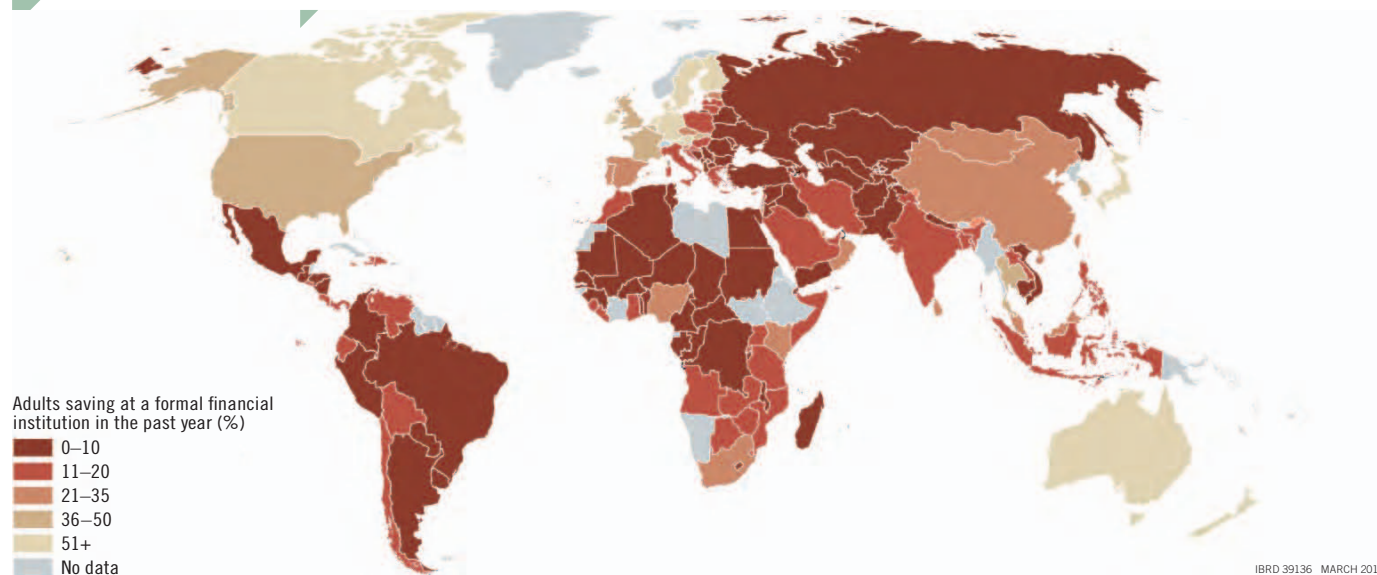 Adults saving at a formal financial
institution in the past year (%)
0–10
11–20
21–35
36–50
51+
No data
IBRD 39136 MARCH 201